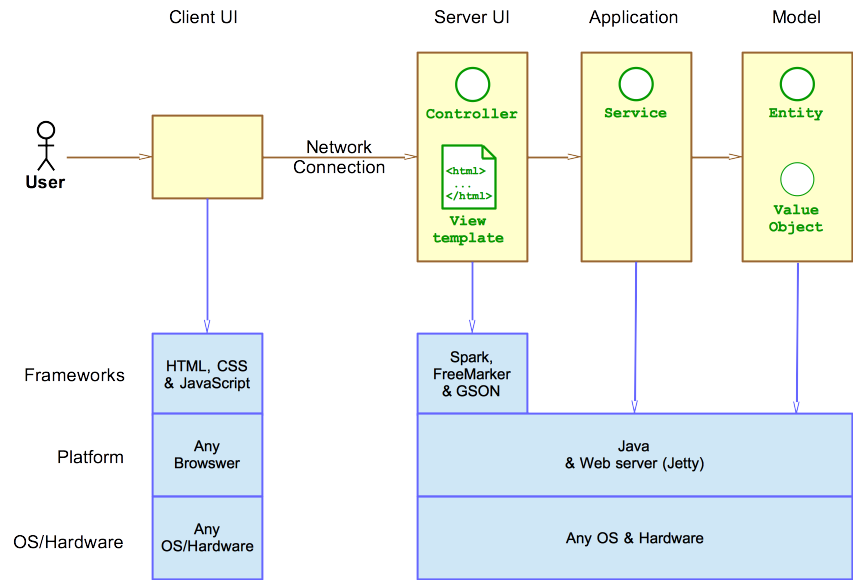 Client UI
Server UI
Application
Model
User
Network
Connection
Controller
<html>
...
</html>
View
template
Service
Entity
Value
Object
Frameworks
HTML, CSS
& JavaScript
Spark,
FreeMarker
& GSON
Platform
Any
Browswer
Java
& Web server (Jetty)
OS/Hardware
Any
OS/Hardware
Any OS & Hardware